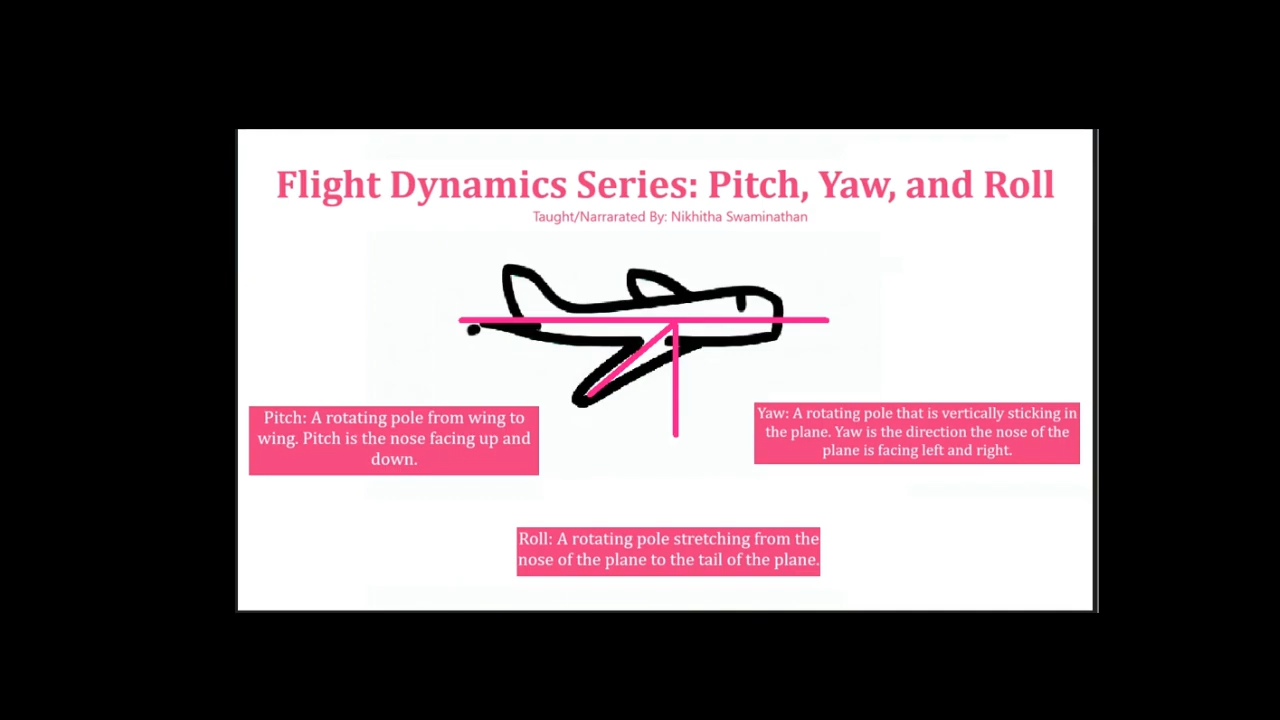 Flight Dynamics Series: Pitch, Yaw, and Roll
Taught/Narrarated By: Nikhitha Swaminathan
Pitch: A rotating pole from wing to
wing. Pitch is the nose facing up and
down.
Yaw: A rotating pole that is vertically sticking in
the plane. Yaw is the direction the nose of the
plane is facing left and right.
Roll: A rotating pole stretching from the
nose of the plane to the tail of the plane.